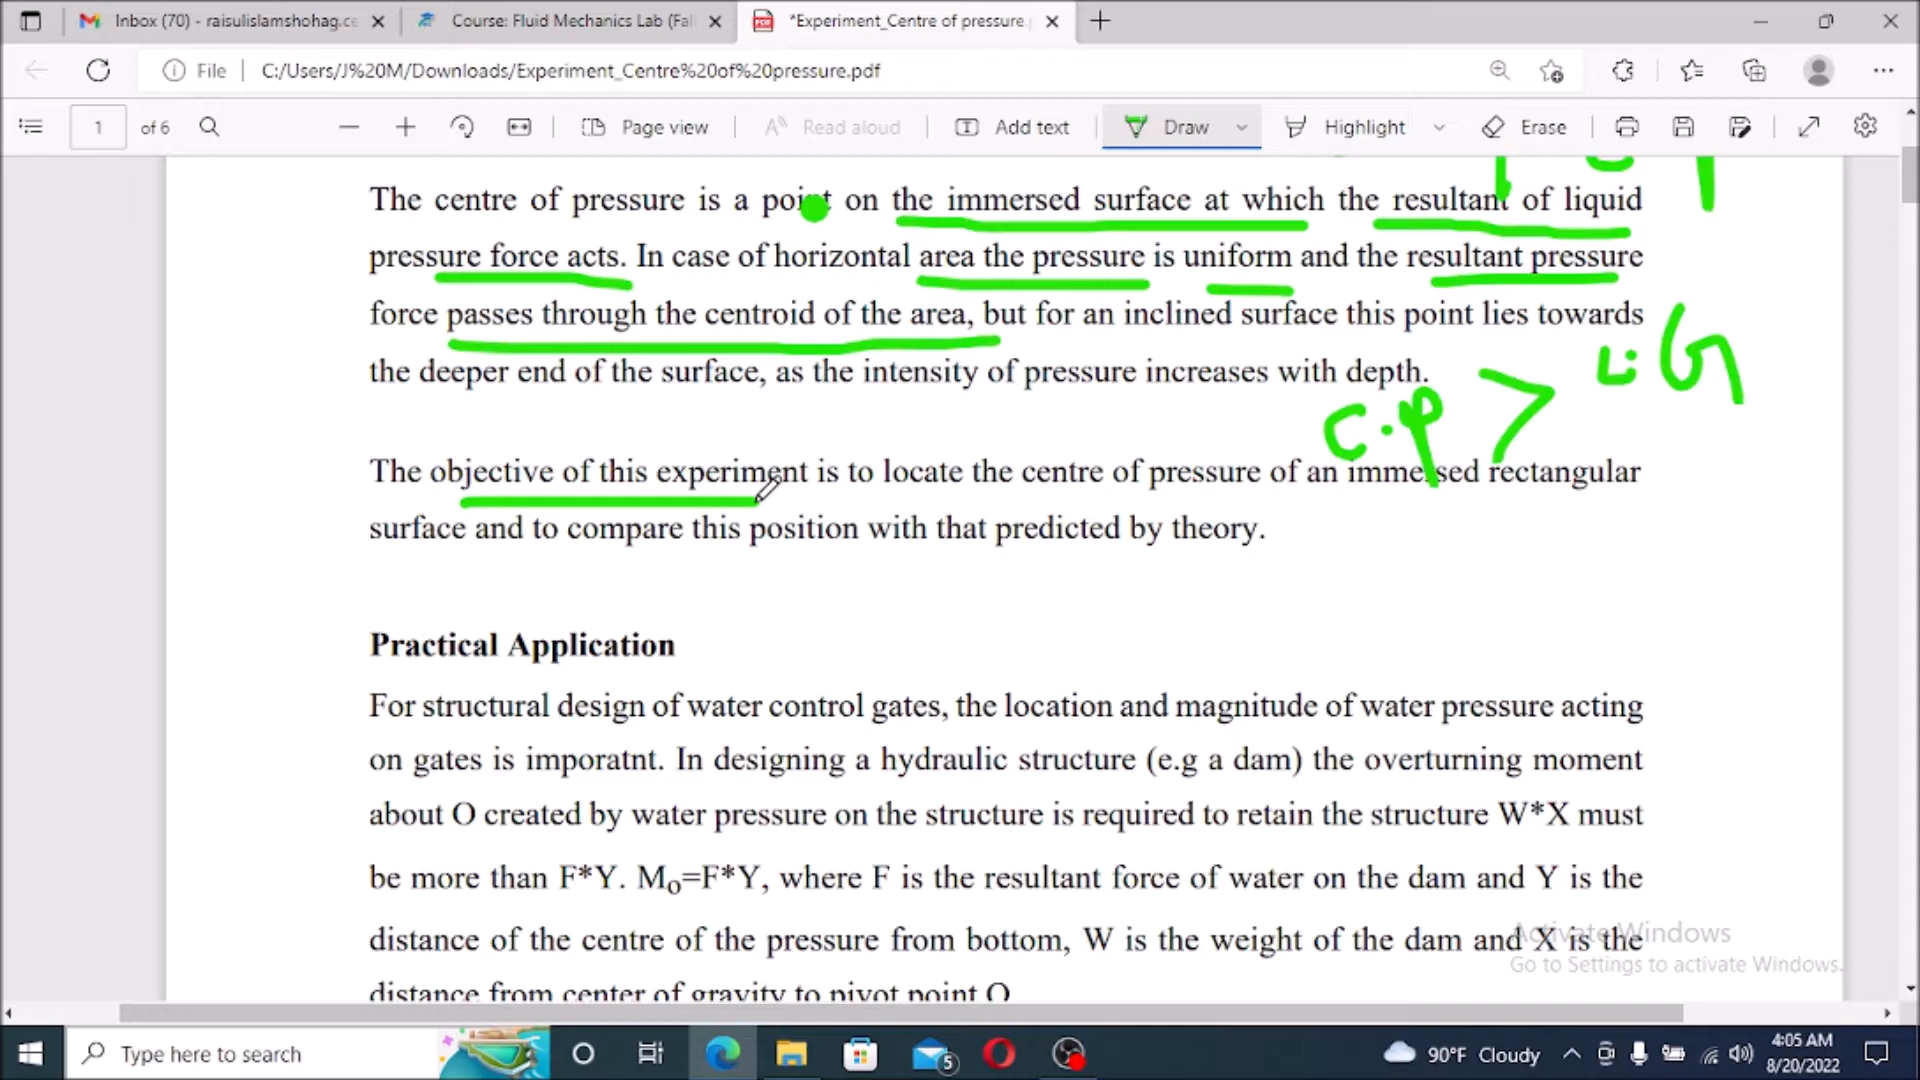 Inbox (70) - raisulislamshohag.ce
Course: Fluid Mechanics Lab (Fal
*Experiment_Centre of pressure.
File
C:/Users/J%20M/Downloads/Experiment_Centre%20of%20pressure.pdf
1 of 6
Page view
Read aloud
Add text
Draw
Highlight
Erase
The centre of pressure is a point on the immersed surface at which the resultant of liquid
pressure force acts. In case of horizontal area the pressure is uniform and the resultant pressure
force passes through the centroid of the area, but for an inclined surface this point lies towards
the deeper end of the surface, as the intensity of pressure increases with depth.
C.P > C.G
The objective of this experiment is to locate the centre of pressure of an immersed rectangular
surface and to compare this position with that predicted by theory.
Practical Application
For structural design of water control gates, the location and magnitude of water pressure acting
on gates is imporatnt. In designing a hydraulic structure (e.g a dam) the overturning moment
about O created by water pressure on the structure is required to retain the structure W*X must
be more than F*Y. Mo=F*Y, where F is the resultant force of water on the dam and Y is the
distance of the centre of the pressure from bottom, W is the weight of the dam and X is the
distance from center of gravity to pivot point O
Activate Windows
Go to Settings to activate Windows.
Type here to search
5
90°F Cloudy
4:05 AM
8/20/2022